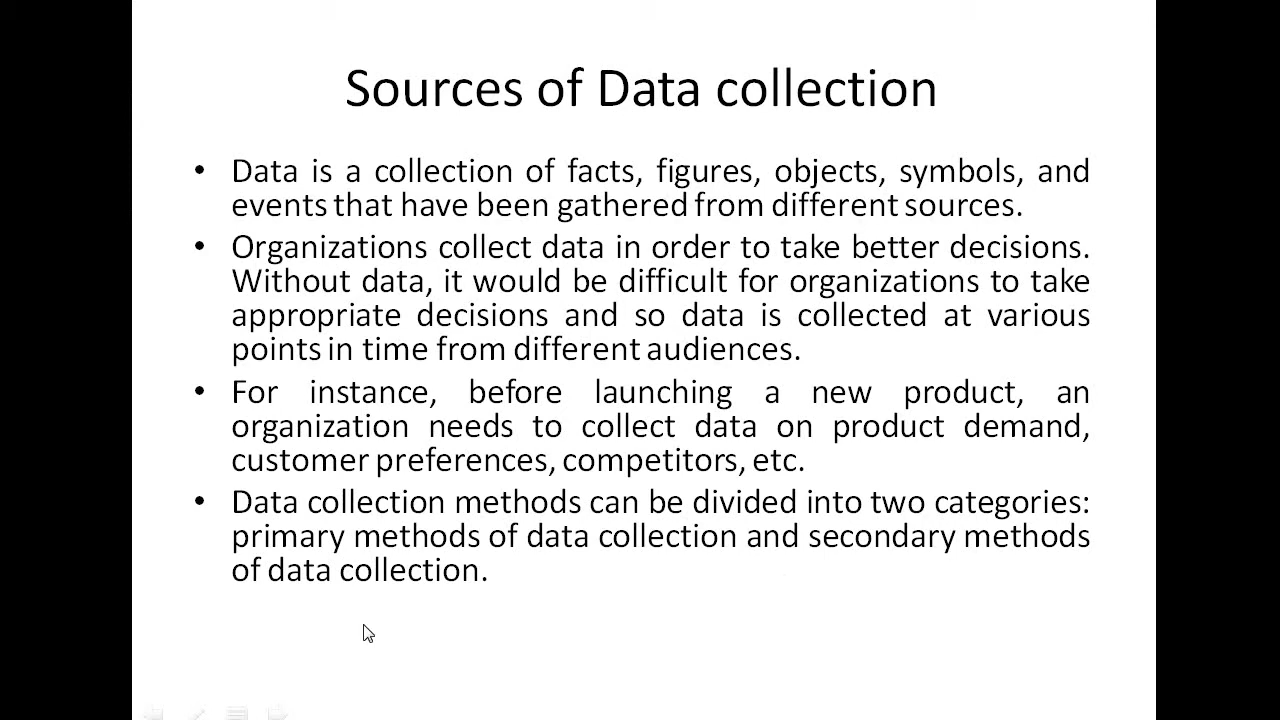 Sources of Data collection
• Data is a collection of facts, figures, objects, symbols, and
events that have been gathered from different sources.
• Organizations collect data in order to take better decisions.
Without data, it would be difficult for organizations to take
appropriate decisions and so data is collected at various
points in time from different audiences.
• For instance, before launching a new product, an
organization needs to collect data on product demand,
customer preferences, competitors, etc.
• Data collection methods can be divided into two categories:
primary methods of data collection and secondary methods
of data collection.